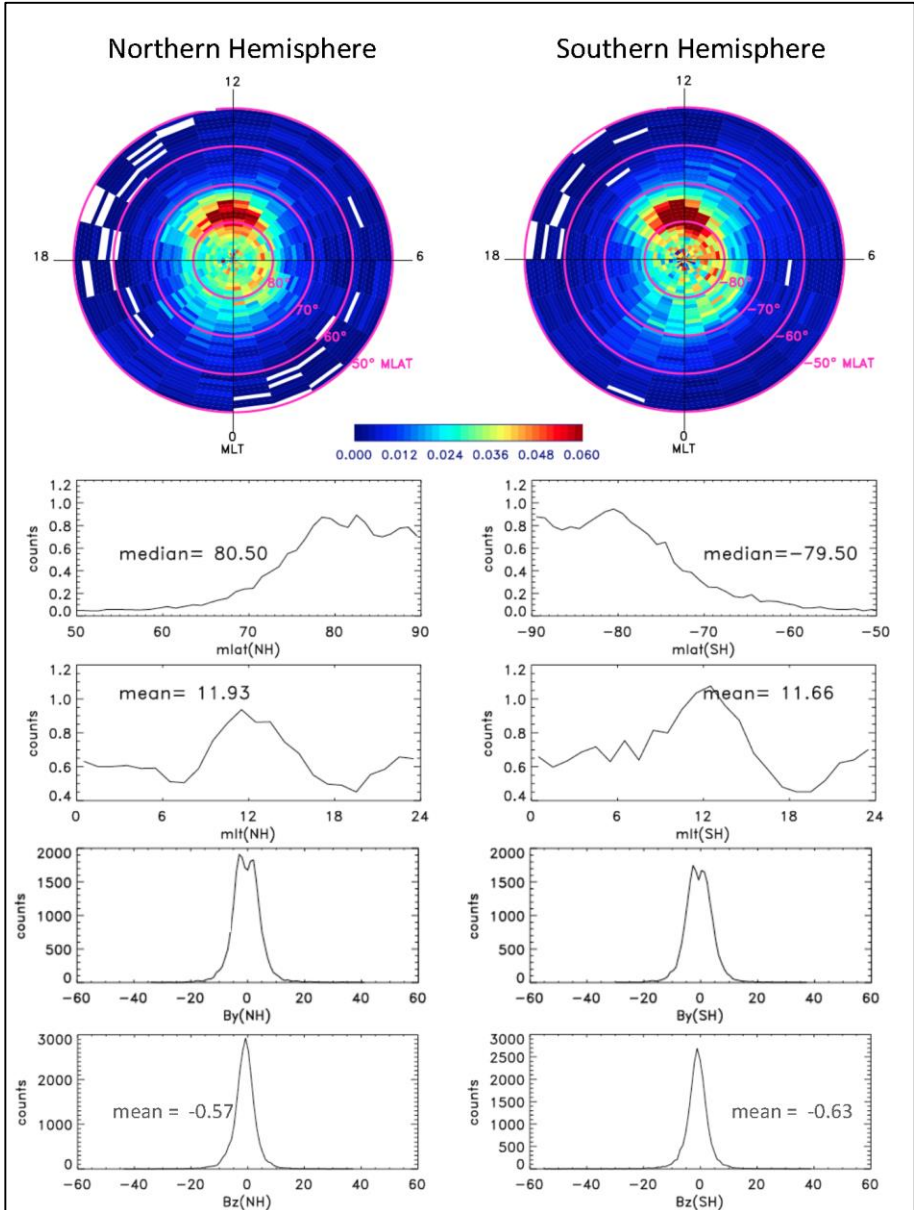 Northern Hemisphere
Southern Hemisphere
12
12
18
6
80°
70°
60°
50° MLAT
0
MLT
18
6
−80°
−70°
−60°
−50° MLAT
0
MLT
0.000 0.012 0.024 0.036 0.048 0.060
1.2
1.0
0.8
0.6
0.4
0.2
0.0
counts
median= 80.50
50 60 70 80 90
mlat(NH)
1.2
1.0
0.8
0.6
0.4
0.2
0.0
counts
median=−79.50
−90 −80 −70 −60 −50
mlat(SH)
1.2
1.0
0.8
0.6
0.4
counts
mean= 11.93
0 6 12 18 24
mlt(NH)
1.2
1.0
0.8
0.6
0.4
counts
mean= 11.66
0 6 12 18 24
mlt(SH)
2000
1500
1000
500
0
counts
−60 −40 −20 0 20 40 60
By(NH)
2000
1500
1000
500
0
counts
−60 −40 −20 0 20 40 60
By(SH)
3000
2000
1000
0
counts
mean = -0.57
−60 −40 −20 0 20 40 60
Bz(NH)
3000
2500
2000
1500
1000
500
0
counts
mean = -0.63
−60 −40 −20 0 20 40 60
Bz(SH)